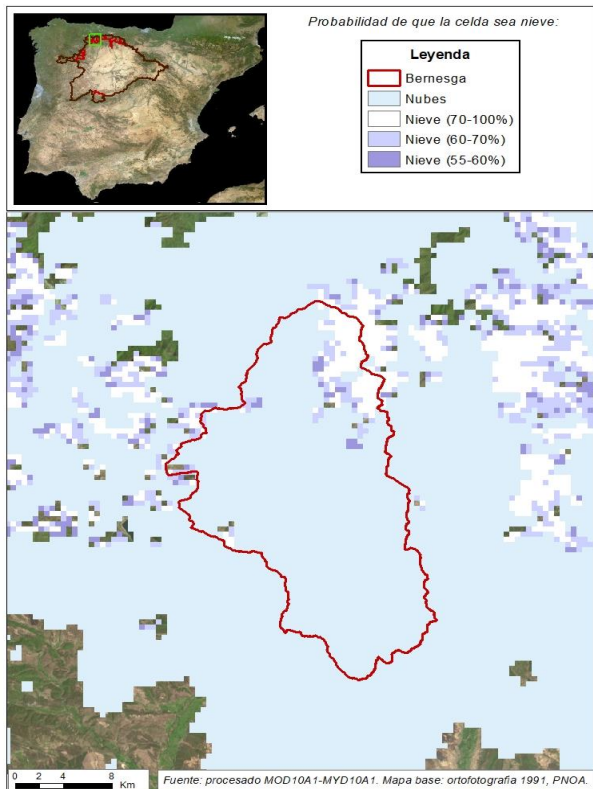 Probabilidad de que la celda sea nieve:
Leyenda
Bernesga
Nubes
Nieve (70-100%)
Nieve (60-70%)
Nieve (55-60%)
0 2 4 8
Km
Fuente: procesado MOD10A1-MYD10A1. Mapa base: ortofotografia 1991, PNOA.